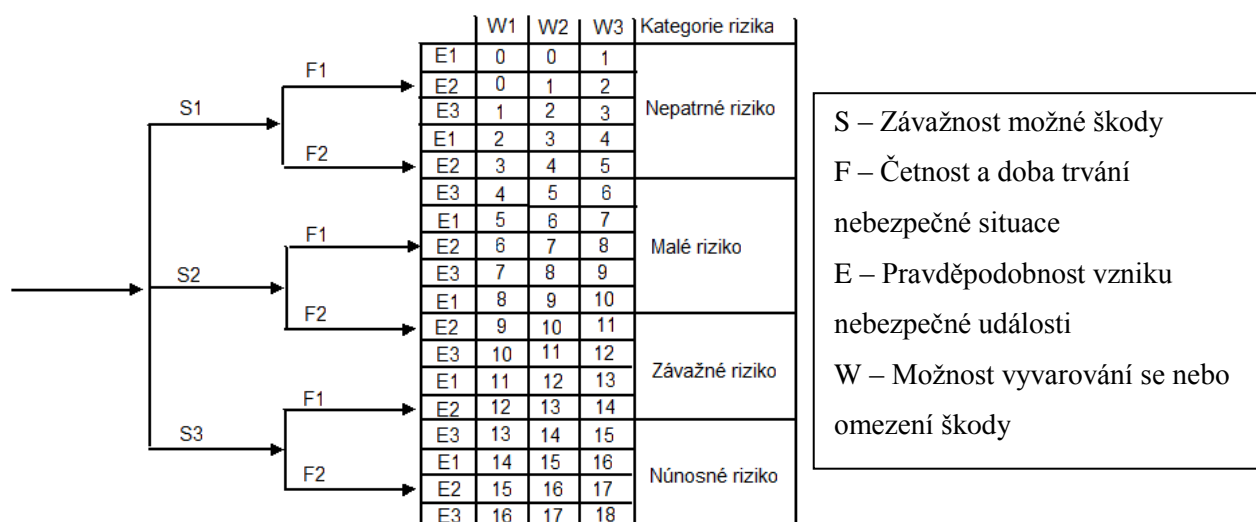 W1 W2 W3 Kategorie rizika
E1 0 0 1
F1
E2 0 1 2
Nepatrné riziko
S1
E3 1 2 3
E1 2 3 4
F2
E2 3 4 5
E3 4 5 6
E1 5 6 7
F1
E2 6 7 8
Malé riziko
S2
E3 7 8 9
E1 8 9 10
F2
E2 9 10 11
E3 10 11 12
Závažné riziko
E1 11 12 13
F1
E2 12 13 14
S3
E3 13 14 15
E1 14 15 16
F2
Núnosné riziko
E2 15 16 17
E3 16 17 18
S – Závažnost možné škody
F – Četnost a doba trvání
nebezpečné situace
E – Pravděpodobnost vzniku
nebezpečné události
W – Možnost vyvarování se nebo
omezení škody